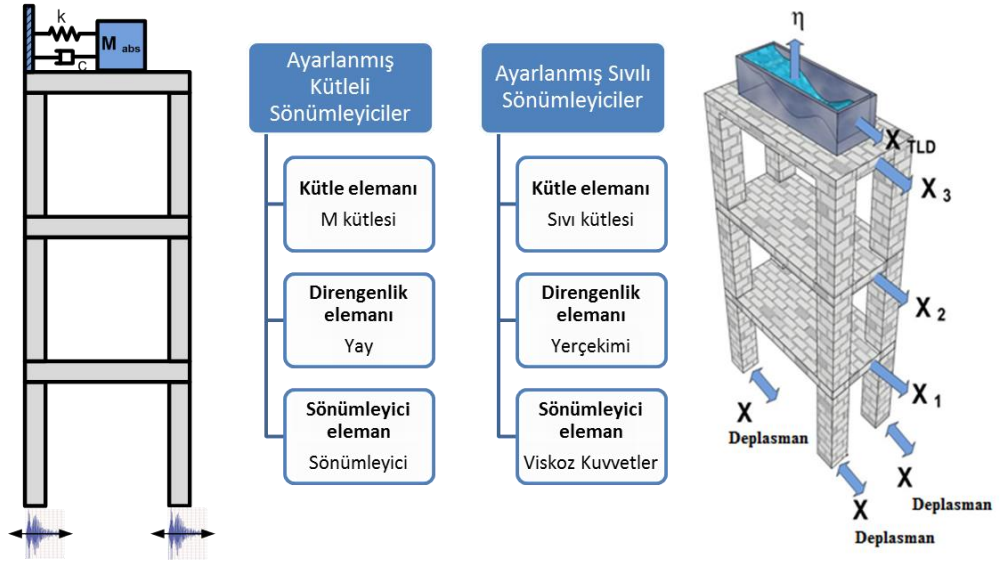 k
M abs
C
Ayarlanmış
Kütleli
Sönümleyiciler
Kütle elemanı
M kütlesi
Direngenlik
elemanı
Yay
Sönümleyici
eleman
Sönümleyici
Ayarlanmış Sıvılı
Sönümleyiciler
Kütle elemanı
Sıvı kütlesi
Direngenlik
elemanı
Yerçekimi
Sönümleyici
eleman
Viskoz Kuvvetler
η
X TLD
X 3
X 2
X 1
X
Deplasman
X
Deplasman
X
Deplasman